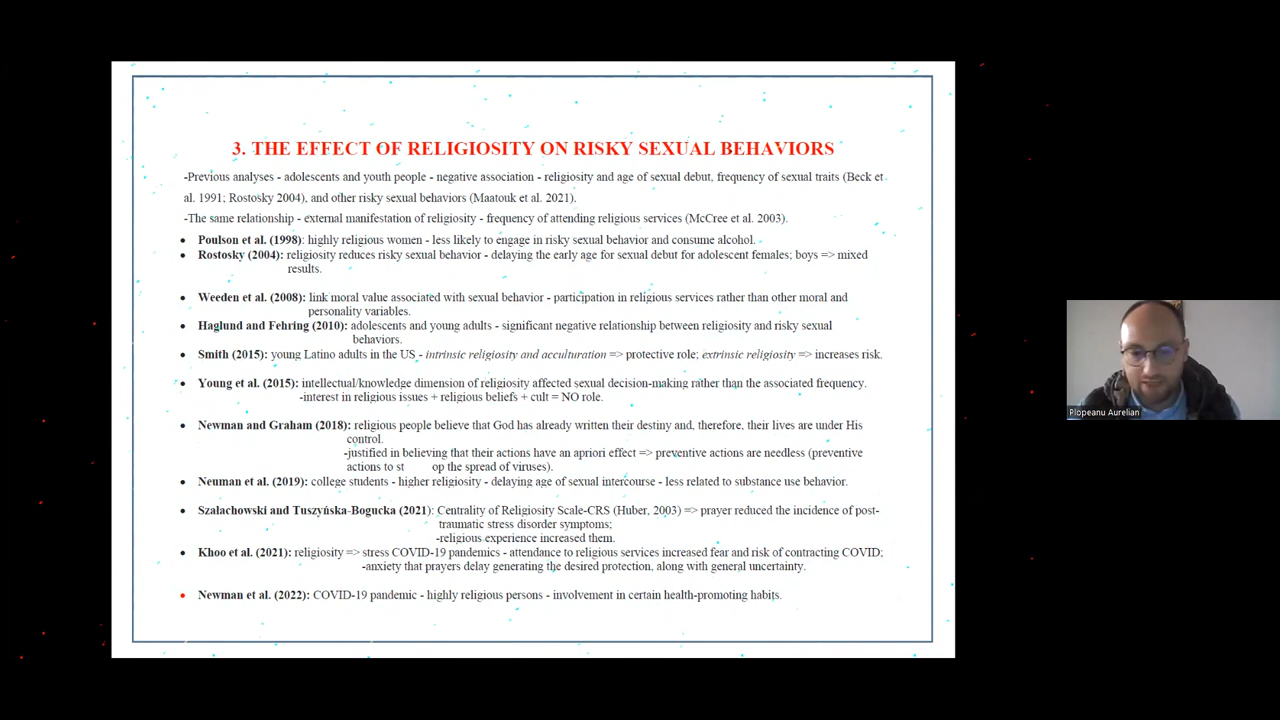 3. THE EFFECT OF RELIGIOSITY ON RISKY SEXUAL BEHAVIORS
-Previous analyses - adolescents and youth people - negative association - religiosity and age of sexual debut, frequency of sexual traits (Beck et
al. 1991; Rostosky 2004), and other risky sexual behaviors (Maatouk et al. 2021).
-The same relationship - external manifestation of religiosity - frequency of attending religious services (McCree et al. 2003).
• Poulson et al. (1998): highly religious women - less likely to engage in risky sexual behavior and consume alcohol.
• Rostosky (2004): religiosity reduces risky sexual behavior - delaying the early age for sexual debut for adolescent females; boys => mixed
results.
• Weeden et al. (2008): link moral value associated with sexual behavior - participation in religious services rather than other moral and
personality variables.
• Haglund and Fehring (2010): adolescents and young adults - significant negative relationship between religiosity and risky sexual
behaviors.
• Smith (2015): young Latino adults in the US - intrinsic religiosity and acculturation => protective role; extrinsic religiosity => increases risk.
• Young et al. (2015): intellectual/knowledge dimension of religiosity affected sexual decision-making rather than the associated frequency.
-interest in religious issues + religious beliefs + cult = NO role.
• Newman and Graham (2018): religious people believe that God has already written their destiny and, therefore, their lives are under His
control.
-justified in believing that their actions have an apriori effect => preventive actions are needless (preventive
actions to st op the spread of viruses).
• Neuman et al. (2019): college students - higher religiosity - delaying age of sexual intercourse - less related to substance use behavior.
• Szałachowski and Tuszyńska-Bogucka (2021): Centrality of Religiosity Scale-CRS (Huber, 2003) => prayer reduced the incidence of post-
traumatic stress disorder symptoms;
-religious experience increased them.
• Khoo et al. (2021): religiosity => stress COVID-19 pandemics - attendance to religious services increased fear and risk of contracting COVID;
-anxiety that prayers delay generating the desired protection, along with general uncertainty.
• Newman et al. (2022): COVID-19 pandemic - highly religious persons - involvement in certain health-promoting habits.
Plopeanu Aurelian